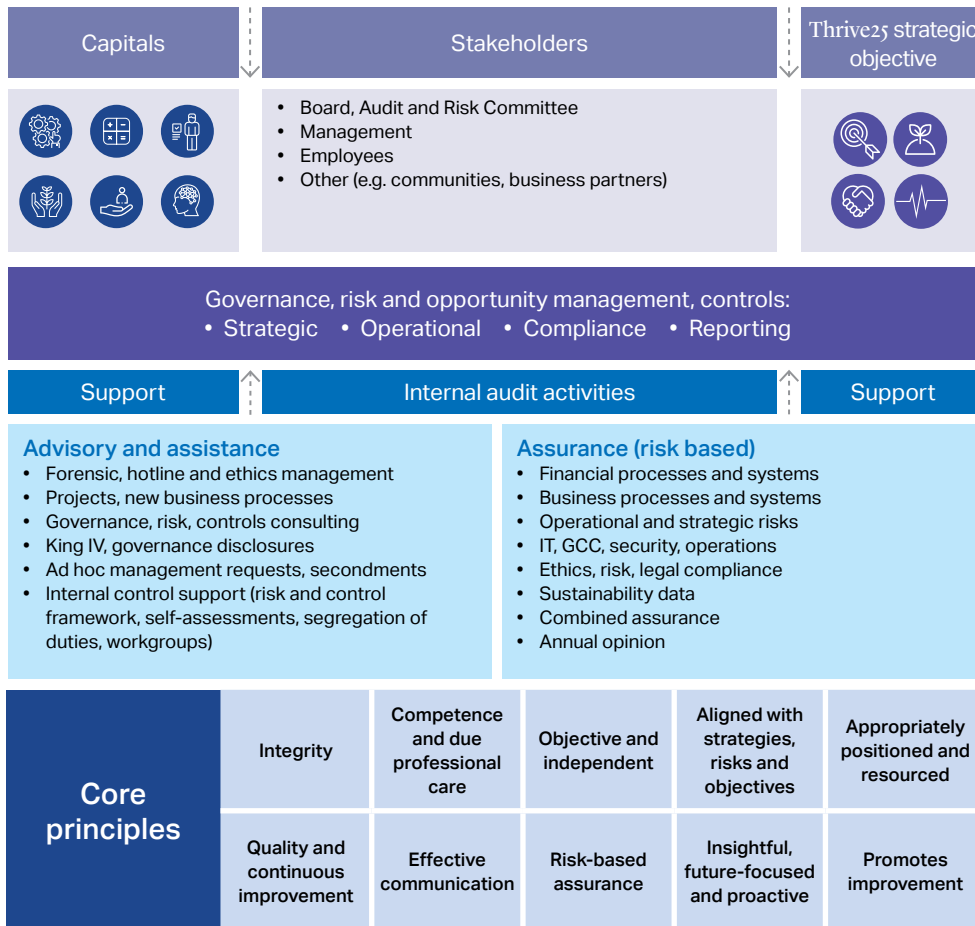 Capitals
Stakeholders
Thrive25 strategic
objective
• Board, Audit and Risk Committee
• Management
• Employees
• Other (e.g. communities, business partners)
Governance, risk and opportunity management, controls:
• Strategic • Operational • Compliance • Reporting
Support
Internal audit activities
Support
Advisory and assistance
• Forensic, hotline and ethics management
• Projects, new business processes
• Governance, risk, controls consulting
• King IV, governance disclosures
• Ad hoc management requests, secondments
• Internal control support (risk and control
framework, self-assessments, segregation of
duties, workgroups)
Assurance (risk based)
• Financial processes and systems
• Business processes and systems
• Operational and strategic risks
• IT, GCC, security, operations
• Ethics, risk, legal compliance
• Sustainability data
• Combined assurance
• Annual opinion
Core
principles
Integrity
Competence
and due
professional
care
Objective and
independent
Aligned with
strategies,
risks and
objectives
Appropriately
positioned and
resourced
Quality and
continuous
improvement
Effective
communication
Risk-based
assurance
Insightful,
future-focused
and proactive
Promotes
improvement